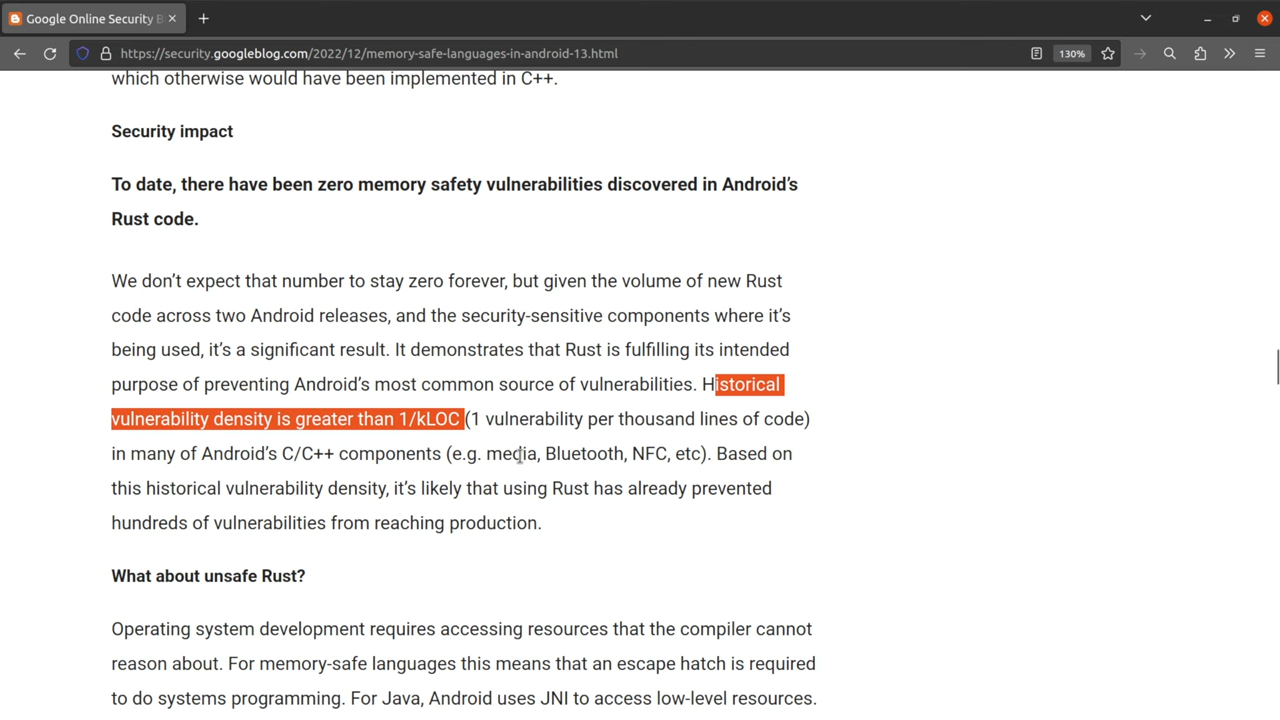 Google Online Security B
https://security.googleblog.com/2022/12/memory-safe-languages-in-android-13.html
130%
which otherwise would have been implemented in C++.
Security impact
To date, there have been zero memory safety vulnerabilities discovered in Android’s
Rust code.
We don’t expect that number to stay zero forever, but given the volume of new Rust
code across two Android releases, and the security-sensitive components where it’s
being used, it’s a significant result. It demonstrates that Rust is fulfilling its intended
purpose of preventing Android’s most common source of vulnerabilities. Historical
vulnerability density is greater than 1/kLOC (1 vulnerability per thousand lines of code)
in many of Android’s C/C++ components (e.g. media, Bluetooth, NFC, etc). Based on
this historical vulnerability density, it’s likely that using Rust has already prevented
hundreds of vulnerabilities from reaching production.
What about unsafe Rust?
Operating system development requires accessing resources that the compiler cannot
reason about. For memory-safe languages this means that an escape hatch is required
to do systems programming. For Java, Android uses JNI to access low-level resources.